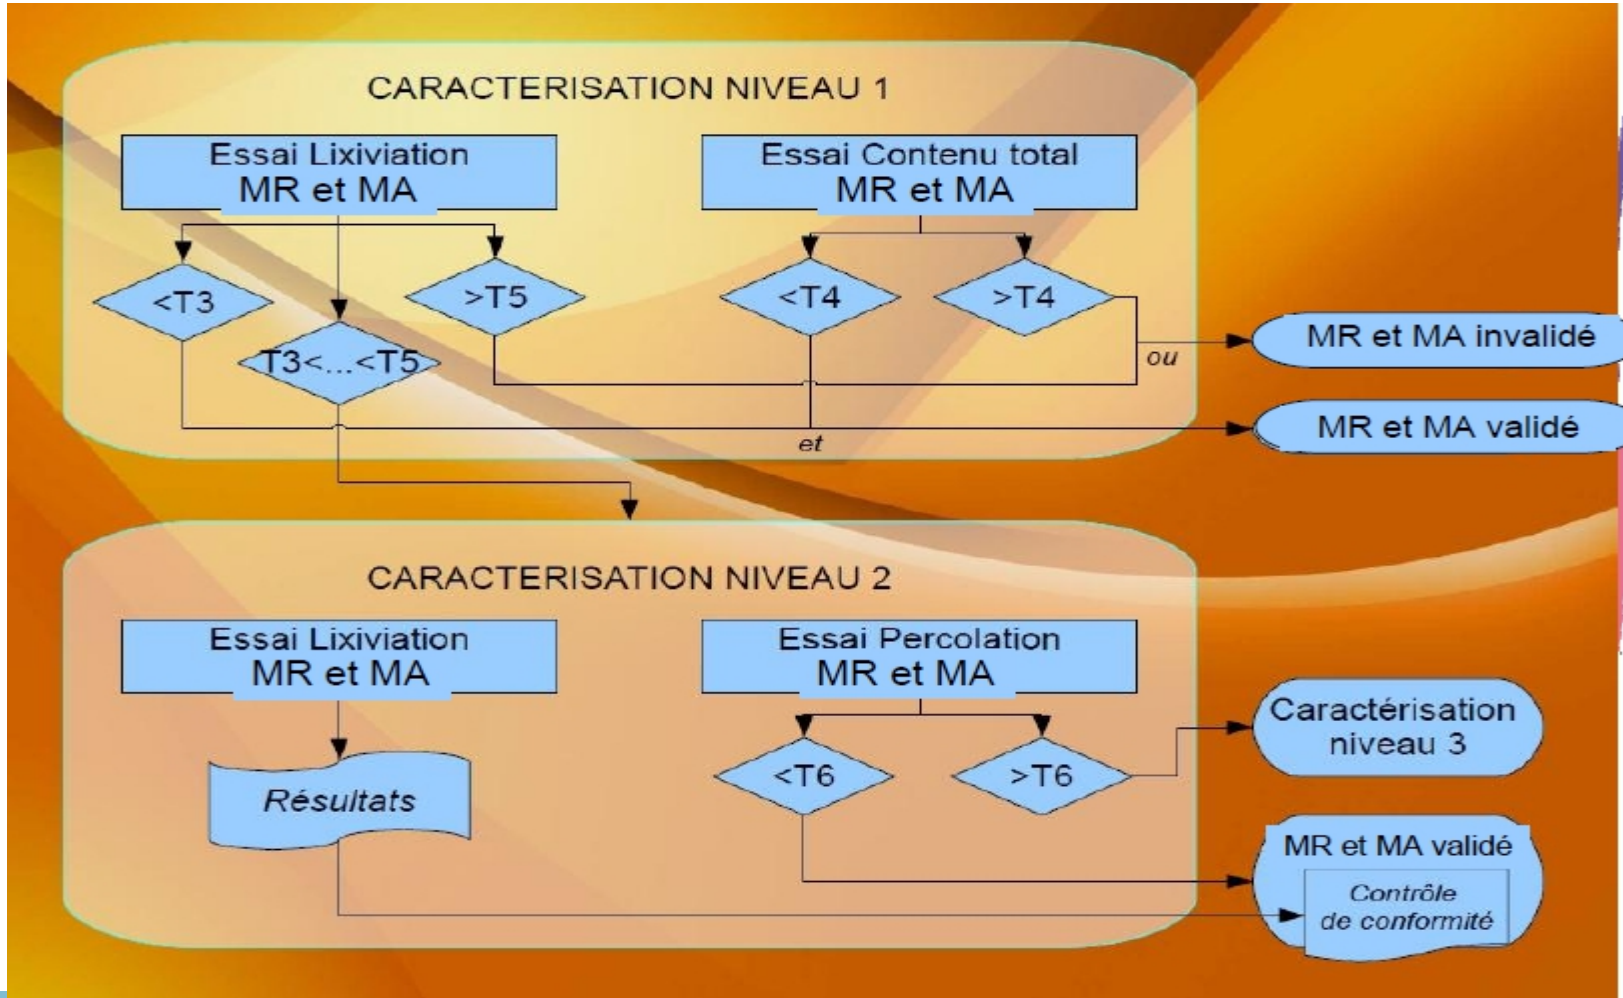 CARACTERISATION NIVEAU 1
Essai Lixiviation
MR et MA
Essai Contenu total
MR et MA
<T3
T3<...<T5
>T5
<T4
>T4
ou
et
MR et MA invalidé
MR et MA validé
CARACTERISATION NIVEAU 2
Essai Lixiviation
MR et MA
Essai Percolation
MR et MA
Résultats
<T6
>T6
Caractérisation
niveau 3
MR et MA validé
Contrôle
de conformité